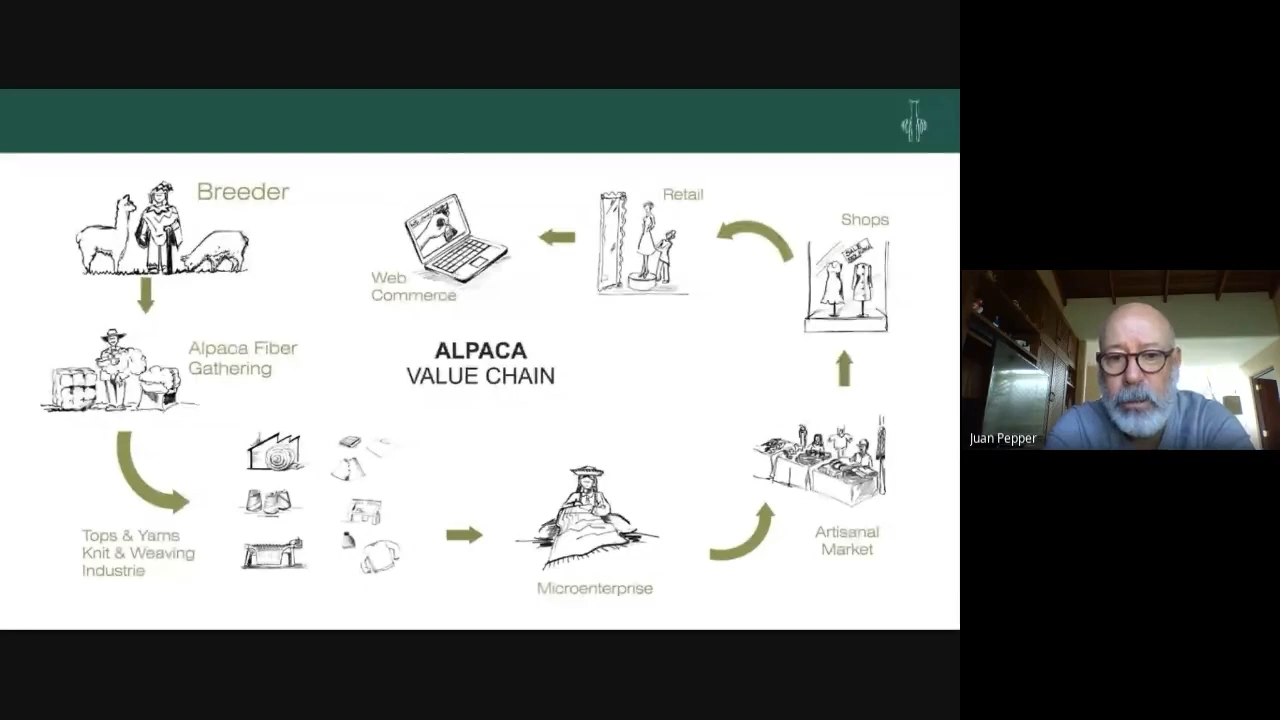 Breeder
Alpaca Fiber
Gathering
Tops & Yarns
Knit & Weaving
Industrie
Microenterprise
Artisanal
Market
Shops
Retail
Web
Commerce
ALPACA
VALUE CHAIN
Juan Pepper